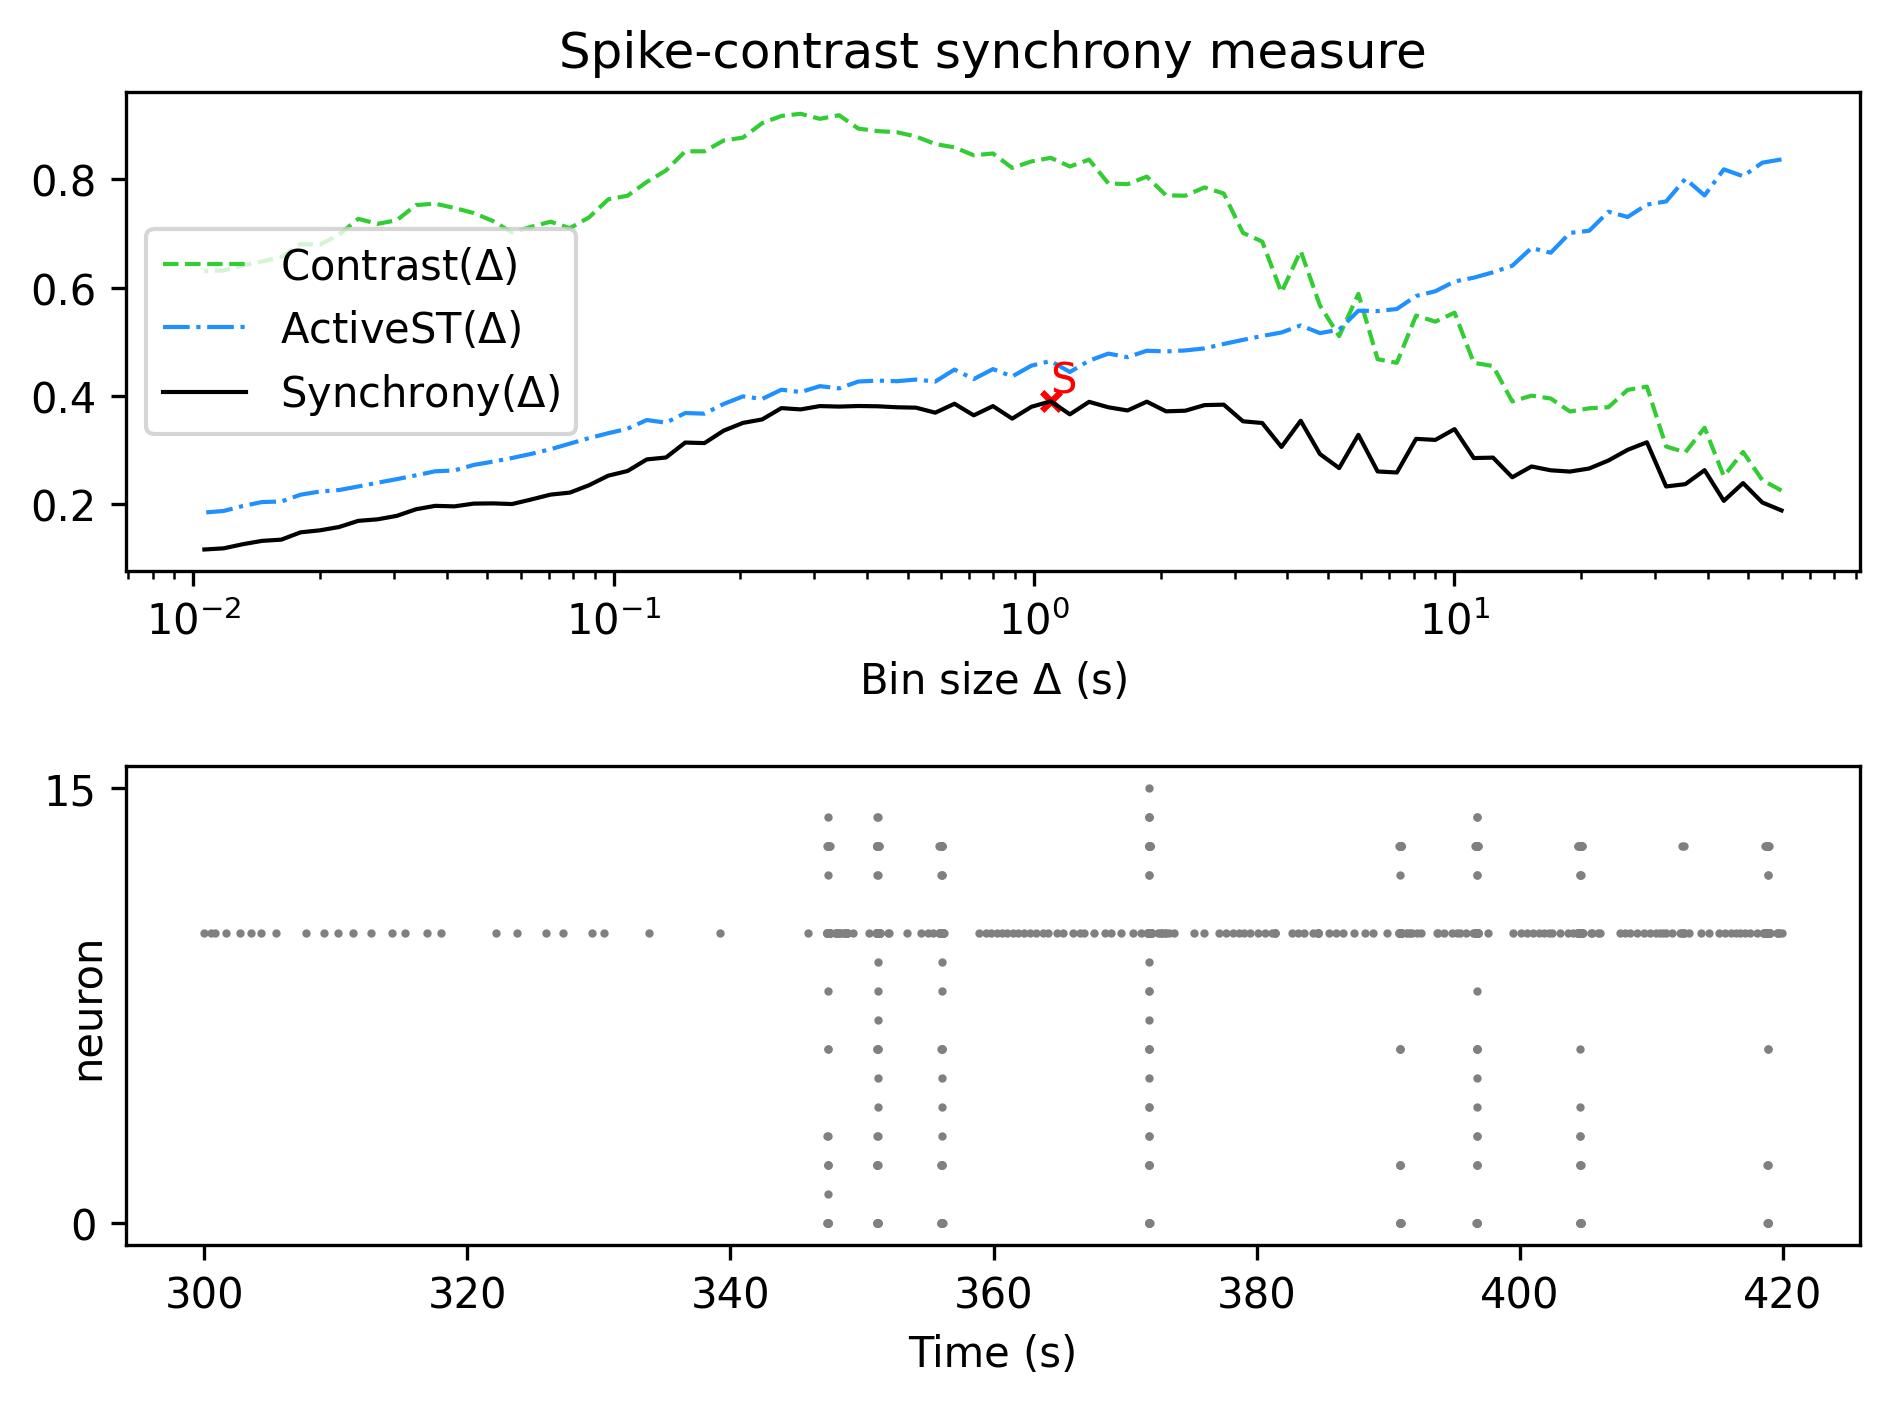 Spike-contrast synchrony measure
0.8
0.6
0.4
0.2
Contrast(Δ)
ActiveST(Δ)
Synchrony(Δ)
S
10⁻² 10⁻¹ 10⁰ 10¹
Bin size Δ (s)
15
0
neuron
300 320 340 360 380 400 420
Time (s)